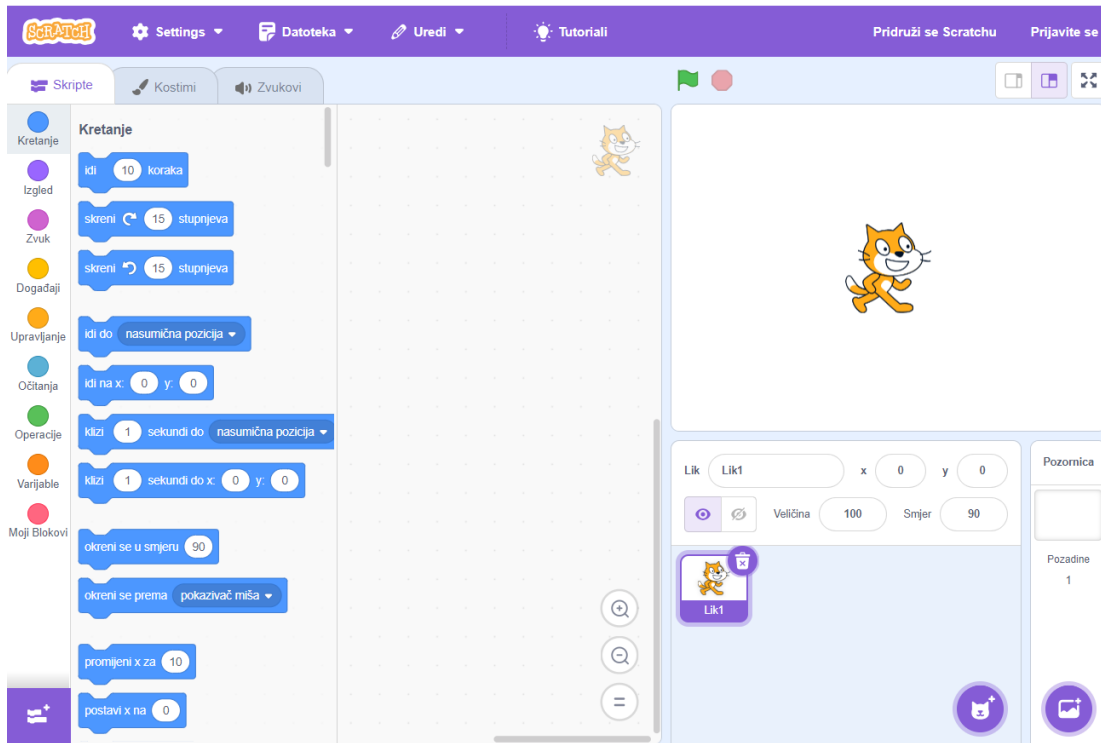 SCRATCH Settings Datoteka Uredi Tutoriali Pridruži se Scratchu Prijavite se
Skripte Kostimi Zvukovi
Kretanje
Izgled
Zvuk
Događaji
Upravljanje
Očitanja
Operacije
Varijable
Moji Blokovi
Kretanje
idi 10 koraka
skreni 15 stupnjeva
skreni 15 stupnjeva
idi do nasumična pozicija
idi na x: 0 y: 0
klizi 1 sekundi do nasumična pozicija
klizi 1 sekundi do x: 0 y: 0
okreni se u smjeru 90
okreni se prema pokazivač miša
promijeni x za 10
postavi x na 0
Lik Lik1 x 0 y 0
Veličina 100 Smjer 90
Lik1
Pozornica
Pozadine
1